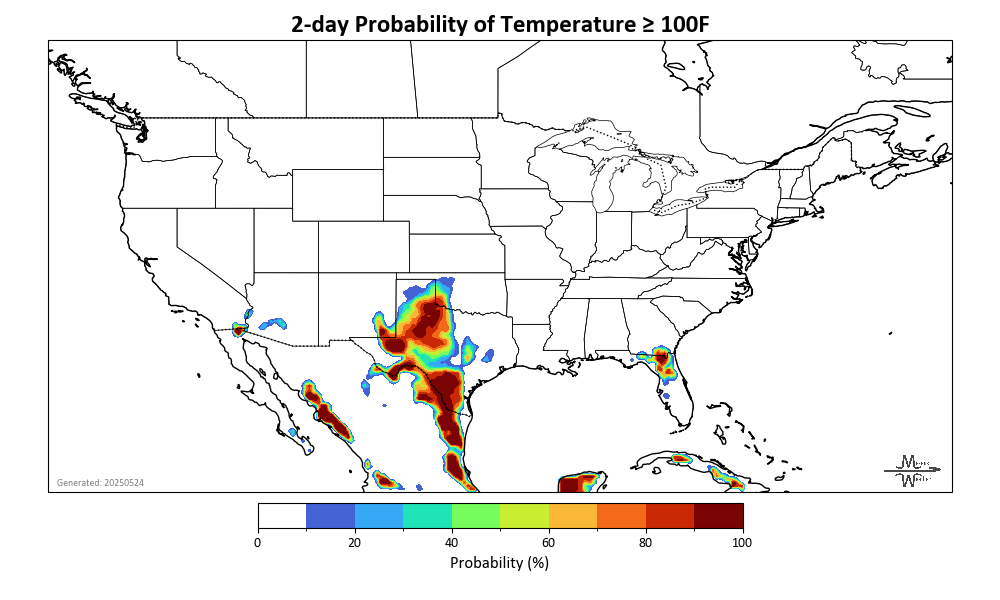 2-day Probability of Temperature ≥ 100F
Generated: 20250524
0 20 40 60 80 100
Probability (%)